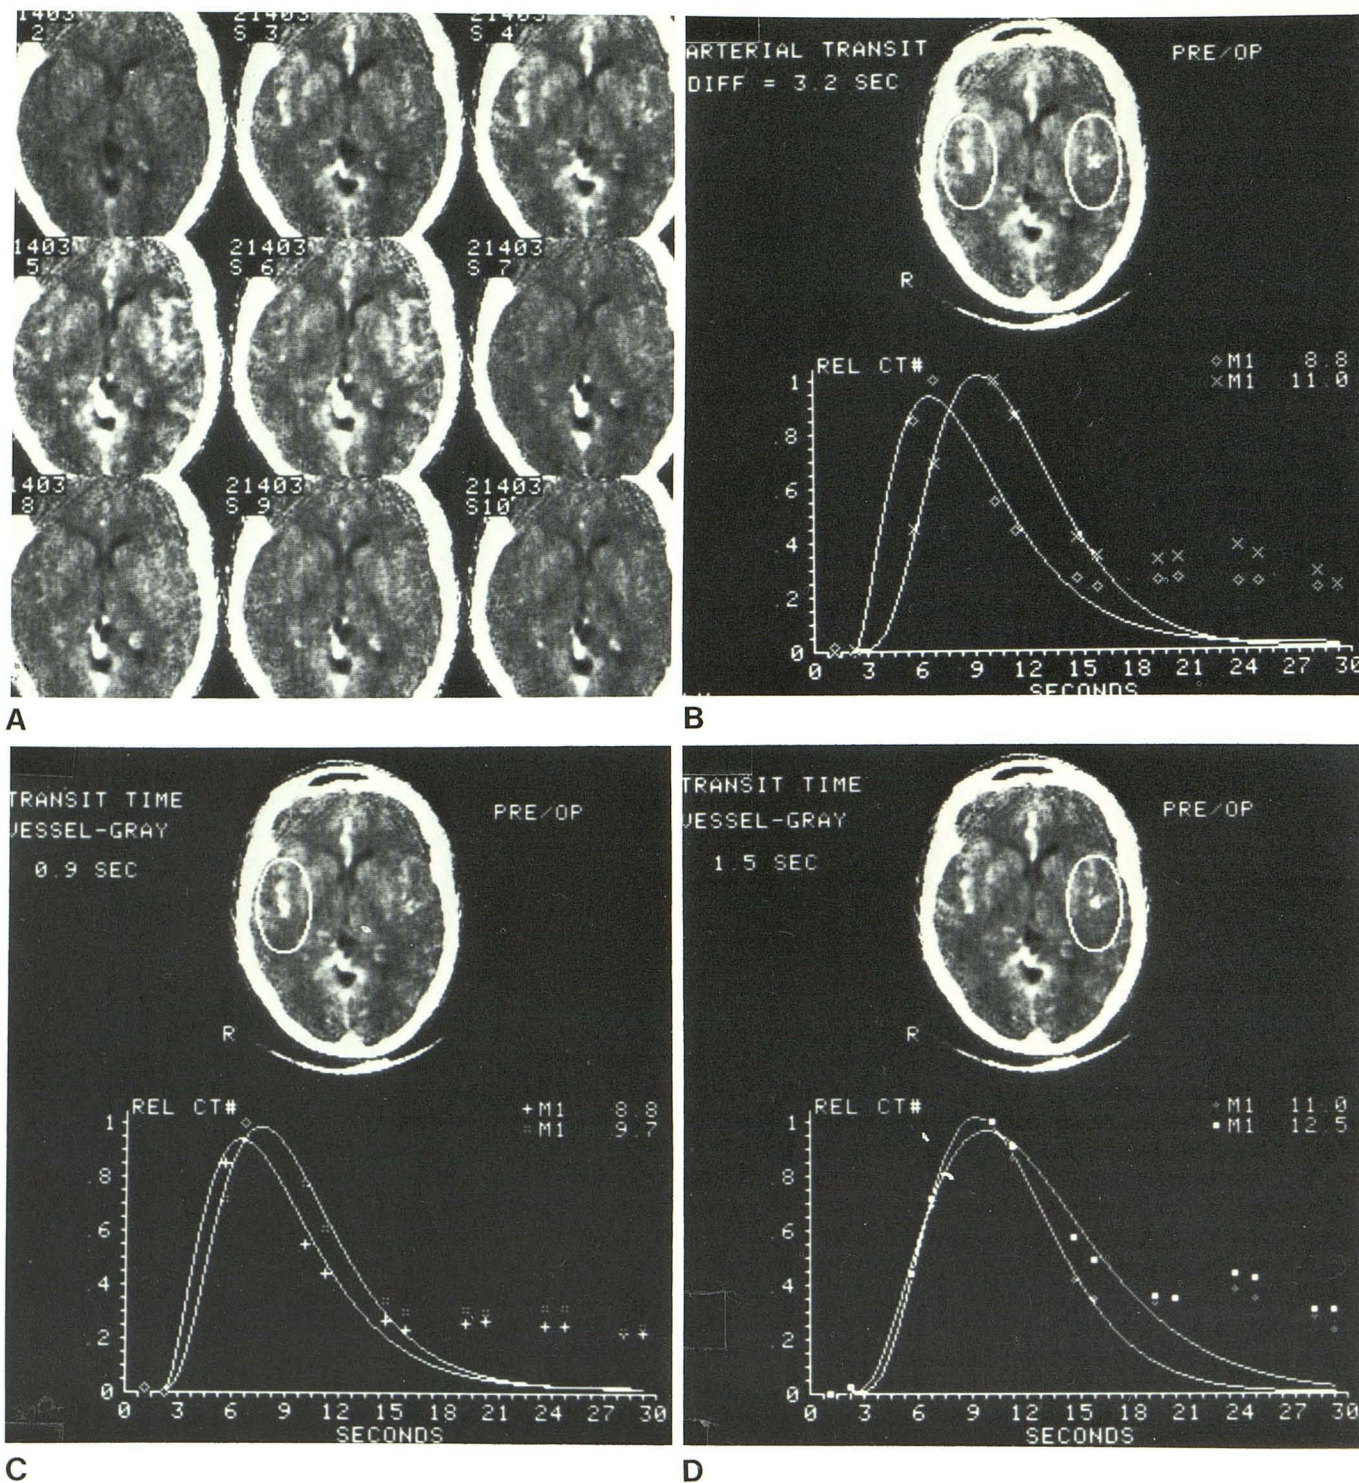 21403
S 3
S 4
1403
5
21403
S 6
21403
S 7
1403
8
21403
S 9
21403
S10
A
ARTERIAL TRANSIT
DIFF = 3.2 SEC
PRE/OP
R
REL CT#
◇M1 8.8
×M1 11.0
1
.8
.6
.4
.2
0
0 3 6 9 12 15 18 21 24 27 30
SECONDS
B
TRANSIT TIME
VESSEL-GRAY
0.9 SEC
PRE/OP
R
REL CT#
+M1 8.8
M1 9.7
1
.8
.6
.4
.2
0
0 3 6 9 12 15 18 21 24 27 30
SECONDS
C
TRANSIT TIME
VESSEL-GRAY
1.5 SEC
PRE/OP
R
REL CT#
M1 11.0
M1 12.5
1
.8
.6
.4
.2
0
0 3 6 9 12 15 18 21 24 27 30
SECONDS
D